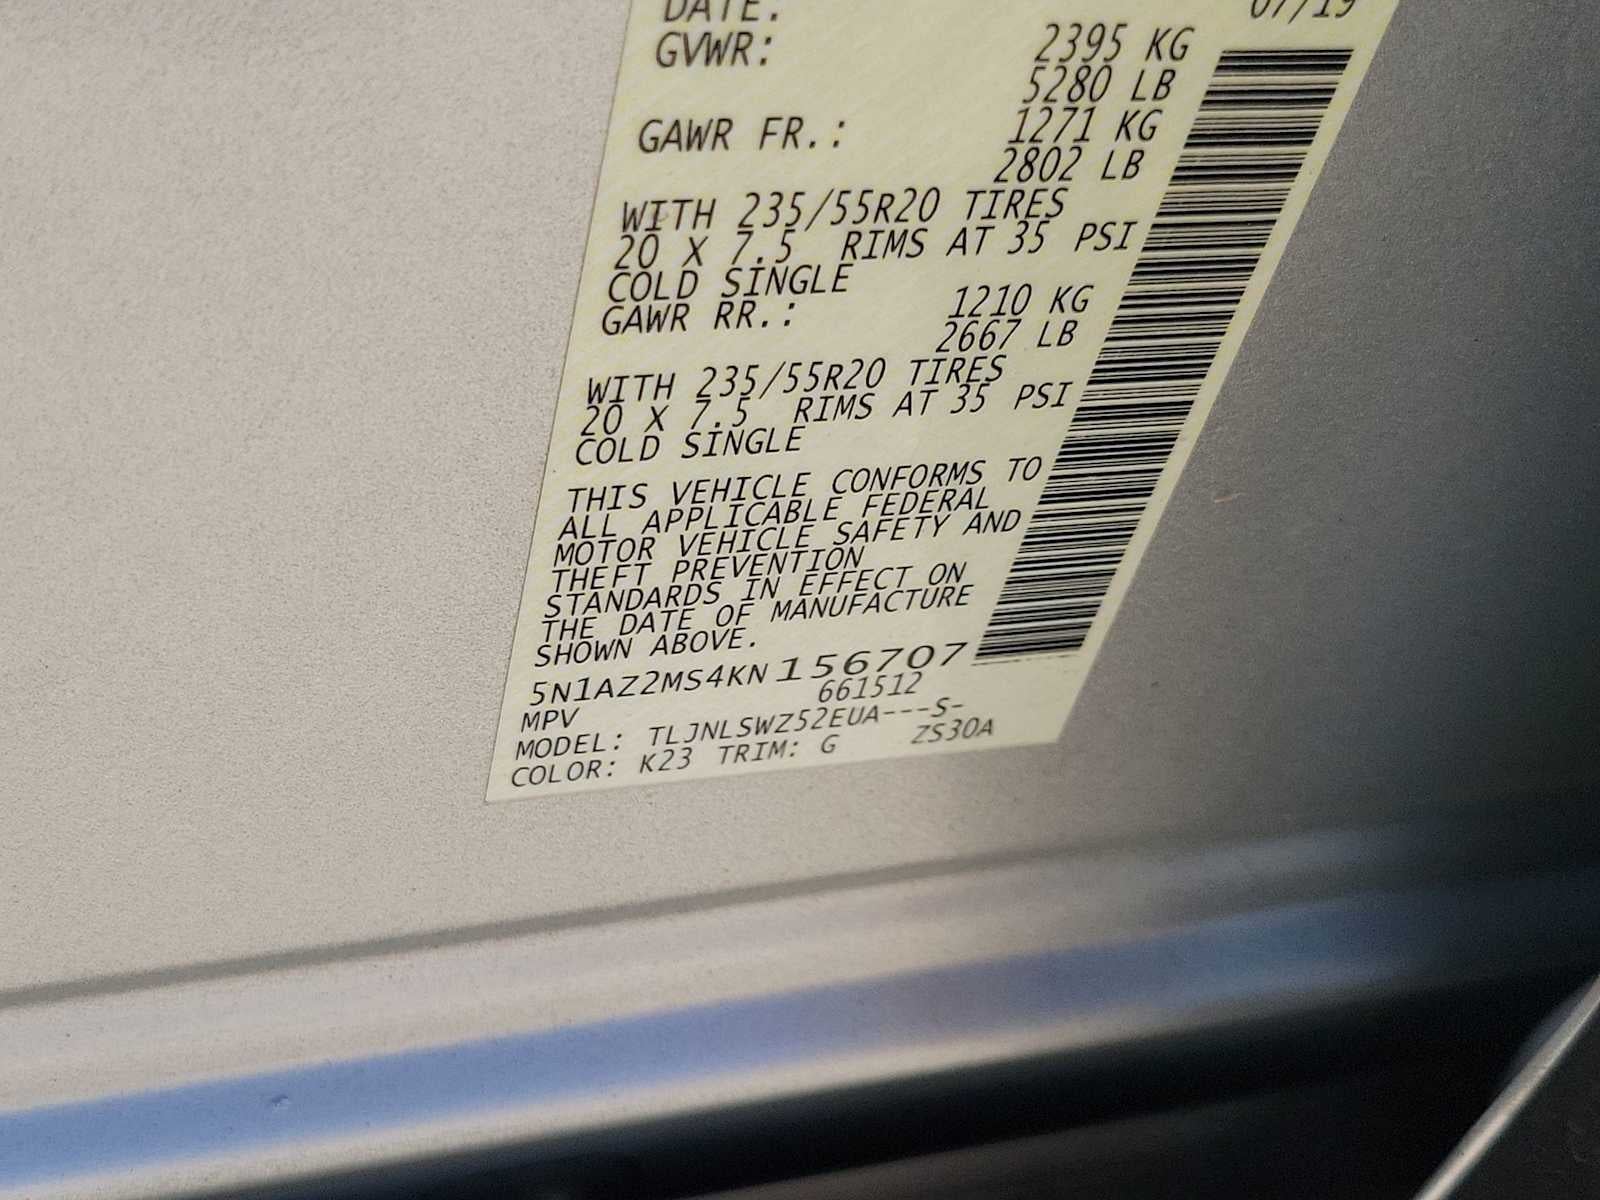 DATE: 07/19
GVWR: 2395 KG
5280 LB
GAWR FR.: 1271 KG
2802 LB
WITH 235/55R20 TIRES
20 X 7.5 RIMS AT 35 PSI
COLD SINGLE
GAWR RR.: 1210 KG
2667 LB
WITH 235/55R20 TIRES
20 X 7.5 RIMS AT 35 PSI
COLD SINGLE
THIS VEHICLE CONFORMS TO
ALL APPLICABLE FEDERAL
MOTOR VEHICLE SAFETY AND
THEFT PREVENTION
STANDARDS IN EFFECT ON
THE DATE OF MANUFACTURE
SHOWN ABOVE.
5N1AZ2MS4KN156707
MPV 661512
MODEL: TLJNLSWZ52EUA---S-
COLOR: K23 TRIM: G ZS30A